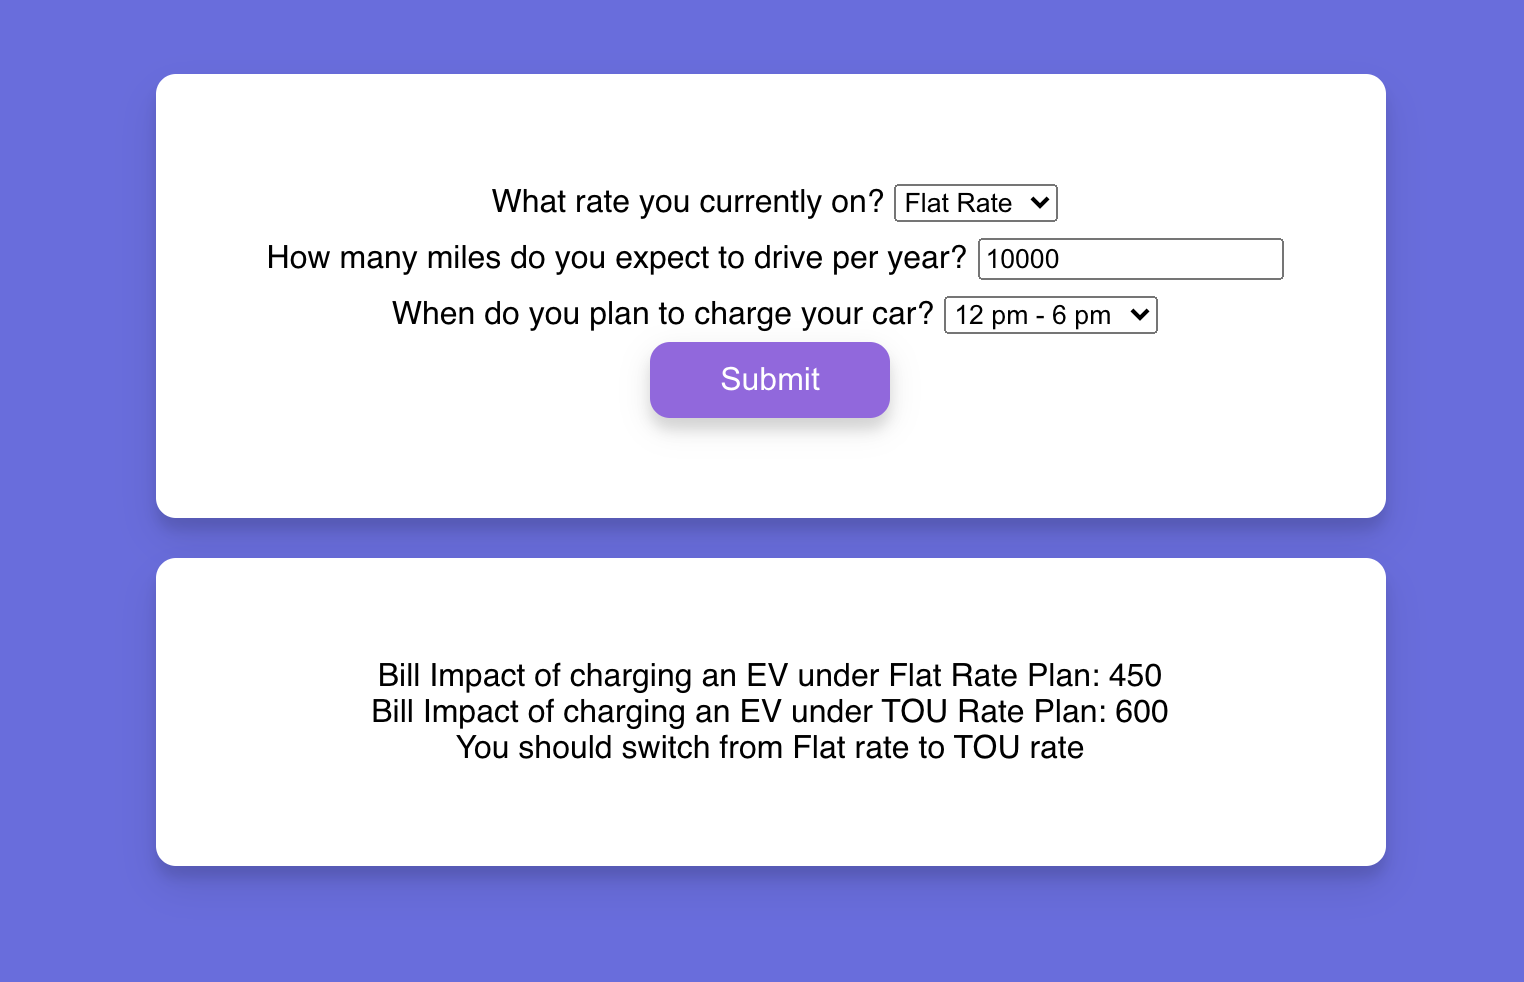 What rate you currently on? Flat Rate
How many miles do you expect to drive per year? 10000
When do you plan to charge your car? 12 pm - 6 pm
Submit
Bill Impact of charging an EV under Flat Rate Plan: 450
Bill Impact of charging an EV under TOU Rate Plan: 600
You should switch from Flat rate to TOU rate